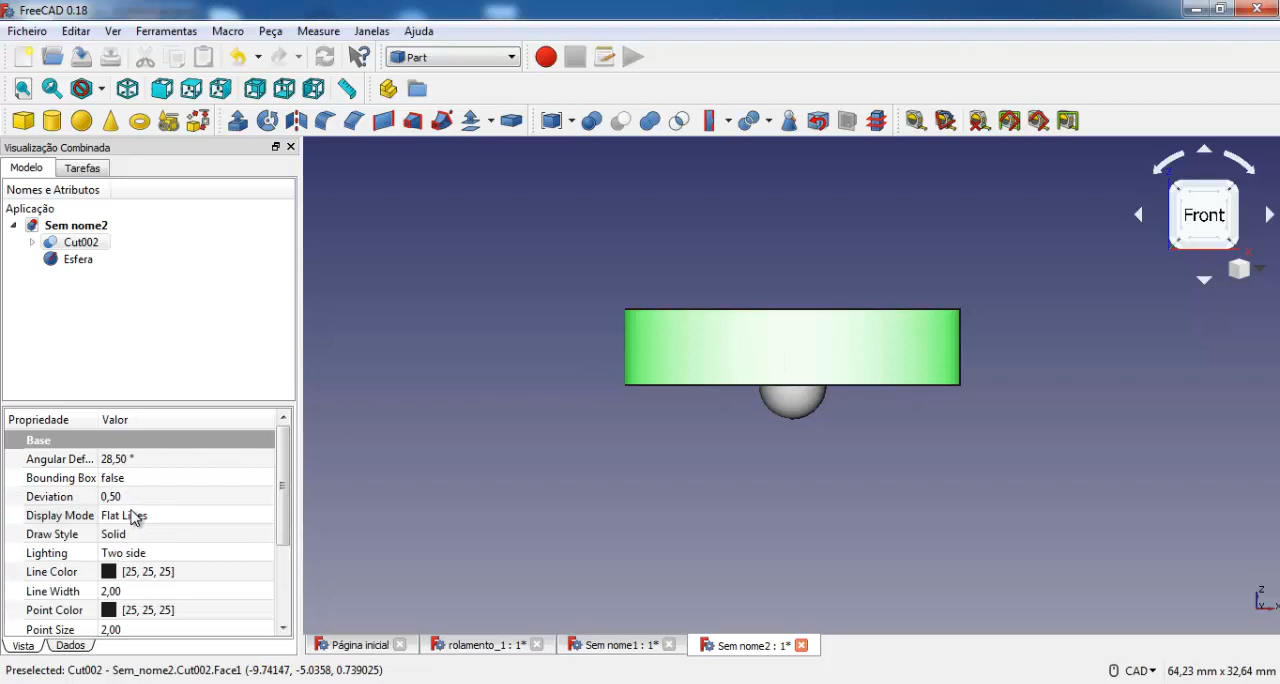 FreeCAD 0.18
Ficheiro Editar Ver Ferramentas Macro Peça Measure Janelas Ajuda
Part
Visualização Combinada
Modelo Tarefas
Nomes e Atributos
Aplicação
Sem nome2
Cut002
Esfera
Front
Propriedade Valor
Base
Angular Def... 28,50 °
Bounding Box false
Deviation 0,50
Display Mode Flat Lines
Draw Style Solid
Lighting Two side
Line Color [25, 25, 25]
Line Width 2,00
Point Color [25, 25, 25]
Point Size 2,00
Vista Dados
Página inicial rolamento_1 : 1* Sem nome1 : 1* Sem nome2 : 1*
Preselected: Cut002 - Sem_nome2.Cut002.Face1 (-9.74147, -5.0358, 0.739025) CAD 64,23 mm x 32,64 mm